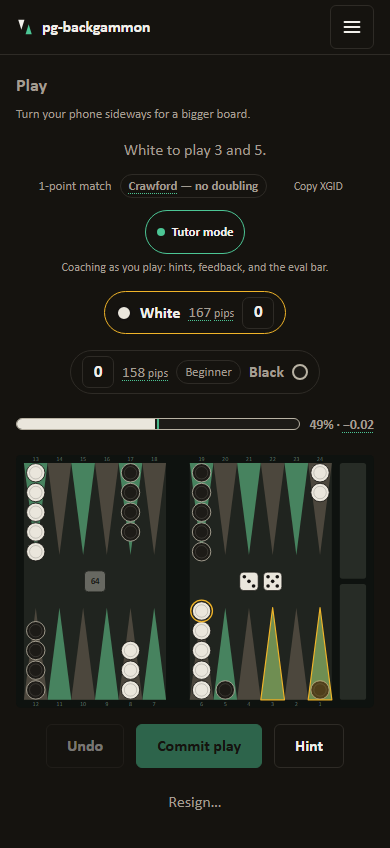 pg-backgammon
Play
Turn your phone sideways for a bigger board.
White to play 3 and 5.
1-point match Crawford — no doubling Copy XGID
Tutor mode
Coaching as you play: hints, feedback, and the eval bar.
White 167 pips 0
0 158 pips Beginner Black
49% · −0.02
13 14 15 16 17 18 19 20 21 22 23 24
64
12 11 10 9 8 7 6 5 4 3 2 1
Undo Commit play Hint
Resign…